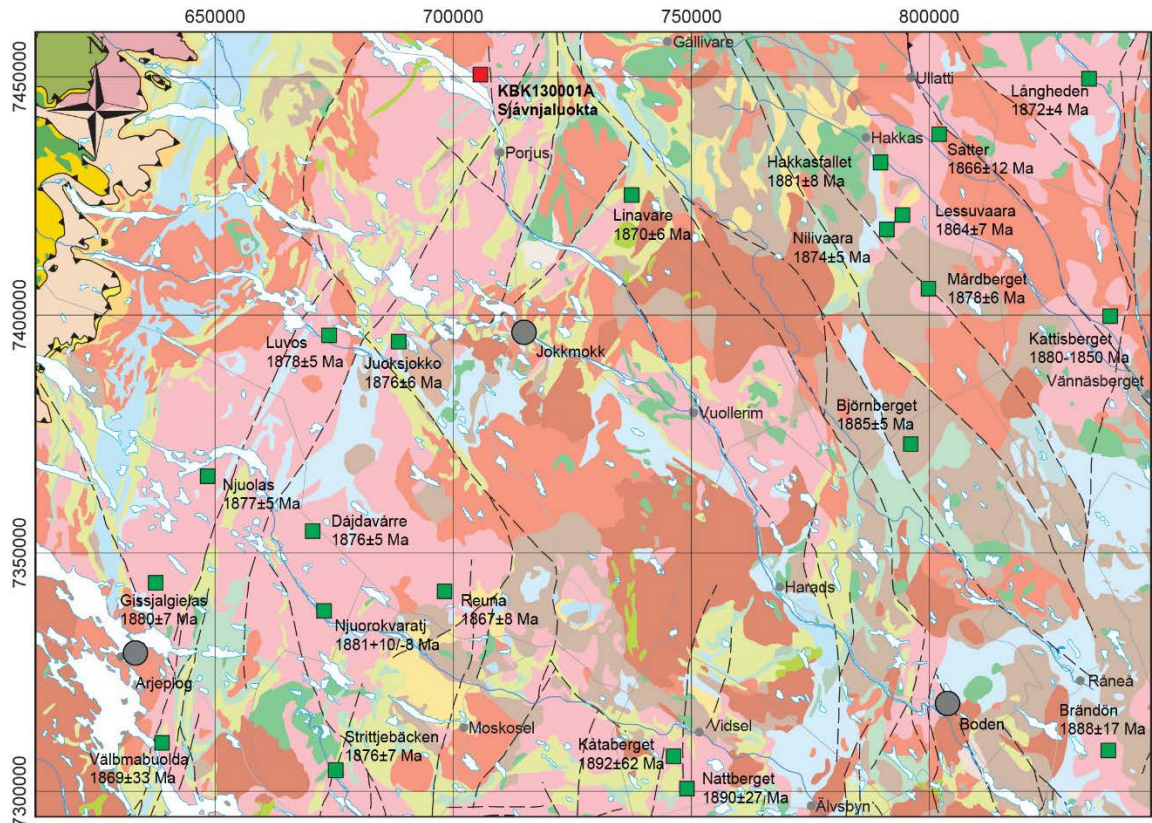 650000
700000
750000
800000
N
Gällivare
7450000
KBK130001A
Sjávnjaluokta
Ullatti
Långheden
1872±4 Ma
Porjus
Hakkas
Satter
1866±12 Ma
Hakkasfallet
1881±8 Ma
Linavare
1870±6 Ma
Lessuvaara
1864±7 Ma
Nilivaara
1874±5 Ma
Mårdberget
1878±6 Ma
7400000
Luvos
1878±5 Ma
Juoksjokko
1876±6 Ma
Jokkmokk
Kattisberget
1880-1850 Ma
Vännäsberget
Vuollerim
Björnberget
1885±5 Ma
Njuolas
1877±5 Ma
Dájdavárre
1876±5 Ma
7350000
Gissjalgielas
1880±7 Ma
Njuorokvaratj
1881+10/-8 Ma
Reuna
1867±8 Ma
Harads
Arjeplog
Råneå
Boden
Brändön
1888±17 Ma
Välbmabuolda
1869±33 Ma
Strittjebäcken
1876±7 Ma
Moskosel
Kåtaberget
1892±62 Ma
Vidsel
Nattberget
1890±27 Ma
7300000
Älvsbyn